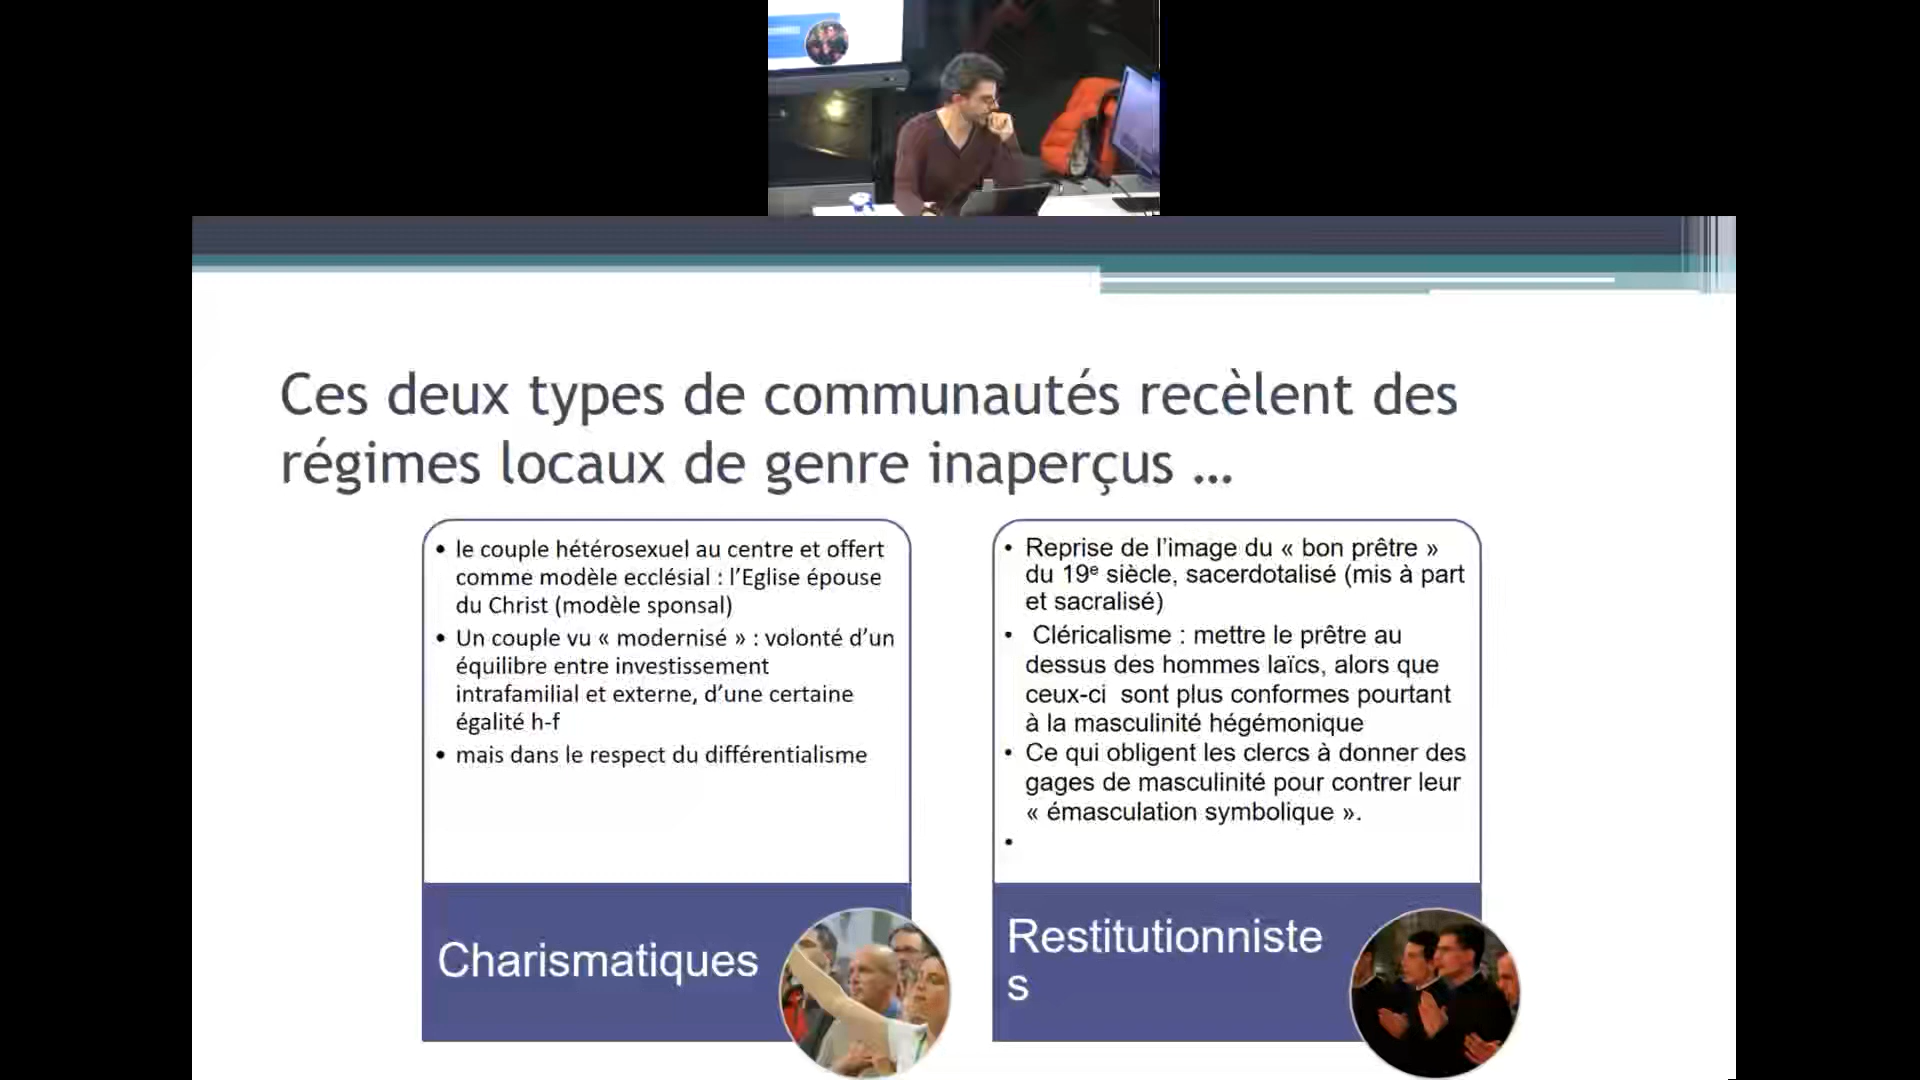 Ces deux types de communautés recèlent des
régimes locaux de genre inaperçus ...
• le couple hétérosexuel au centre et offert
comme modèle ecclésial : l’Eglise épouse
du Christ (modèle sponsal)
• Un couple vu « modernisé » : volonté d’un
équilibre entre investissement
intrafamilial et externe, d’une certaine
égalité h-f
• mais dans le respect du différentialisme
Charismatiques
• Reprise de l’image du « bon prêtre »
du 19e siècle, sacerdotalisé (mis à part
et sacralisé)
• Cléricalisme : mettre le prêtre au
dessus des hommes laïcs, alors que
ceux-ci sont plus conformes pourtant
à la masculinité hégémonique
• Ce qui obligent les clercs à donner des
gages de masculinité pour contrer leur
« émasculation symbolique ».
•
Restitutionniste
s